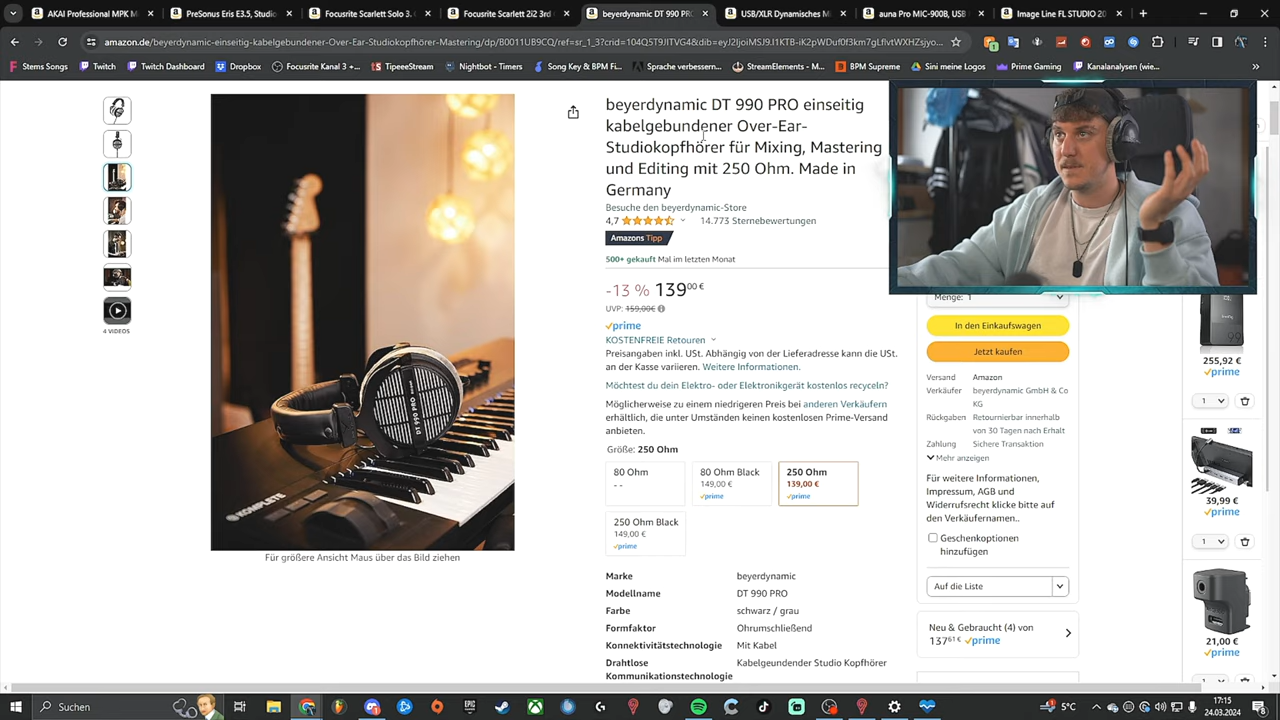 AKAI Professional MPK M
PreSonus Eris E3.5, Studio
Focusrite Scarlett Solo 3. G
Focusrite Scarlett 2i2 3rd G
beyerdynamic DT 990 PRO
USB/XLR Dynamisches M
auna Pro MIC-900B, USB
Image Line FL STUDIO 20
amazon.de/beyerdynamic-einseitig-kabelgebundener-Over-Ear-Studiokopfhörer-Mastering/dp/B0011UB9CQ/ref=sr_1_3?crid=
Stems Songs
Twitch
Twitch Dashboard
Dropbox
Focusrite Kanal 3 +...
TipeeeStream
Nightbot - Timers
Song Key & BPM Fi...
Sprache verbessern...
StreamElements - M...
BPM Supreme
Sini meine Logos
Prime Gaming
Kanalanalysen (wie...
4 VIDEOS
Für größere Ansicht Maus über das Bild ziehen
DT 990 PRO
beyerdynamic DT 990 PRO einseitig
kabelgebundener Over-Ear-
Studiokopfhörer für Mixing, Mastering
und Editing mit 250 Ohm. Made in
Germany
Besuche den beyerdynamic-Store
4,7
14.773 Sternebewertungen
Amazons Tipp
500+ gekauft Mal im letzten Monat
-13 % 13900 €
UVP: 159,00€
prime
KOSTENFREIE Retouren
Preisangaben inkl. USt. Abhängig von der Lieferadresse kann die USt.
an der Kasse variieren. Weitere Informationen.
Möchtest du dein Elektro- oder Elektronikgerät kostenlos recyceln?
Möglicherweise zu einem niedrigeren Preis bei anderen Verkäufern
erhältlich, die unter Umständen keinen kostenlosen Prime-Versand
anbieten.
Größe: 250 Ohm
80 Ohm
- -
80 Ohm Black
149,00 €
prime
250 Ohm
139,00 €
prime
250 Ohm Black
149,00 €
prime
Marke beyerdynamic
Modellname DT 990 PRO
Farbe schwarz / grau
Formfaktor Ohrumschließend
Konnektivitätstechnologie Mit Kabel
Drahtlose Kabelgeundender Studio Kopfhörer
Kommunikationstechnologie
Menge: 1
In den Einkaufswagen
Jetzt kaufen
Versand Amazon
Verkäufer beyerdynamic GmbH & Co
KG
Rückgaben Retournierbar innerhalb
von 30 Tagen nach Erhalt
Zahlung Sichere Transaktion
Mehr anzeigen
Für weitere Informationen,
Impressum, AGB und
Widerrufsrecht klicke bitte auf
den Verkäufernamen..
Geschenkoptionen
hinzufügen
Auf die Liste
Neu & Gebraucht (4) von
13761€ prime
255,92 €
prime
1
39,99 €
prime
1
21,00 €
prime
Suchen
5°C
17:15
24.03.2024